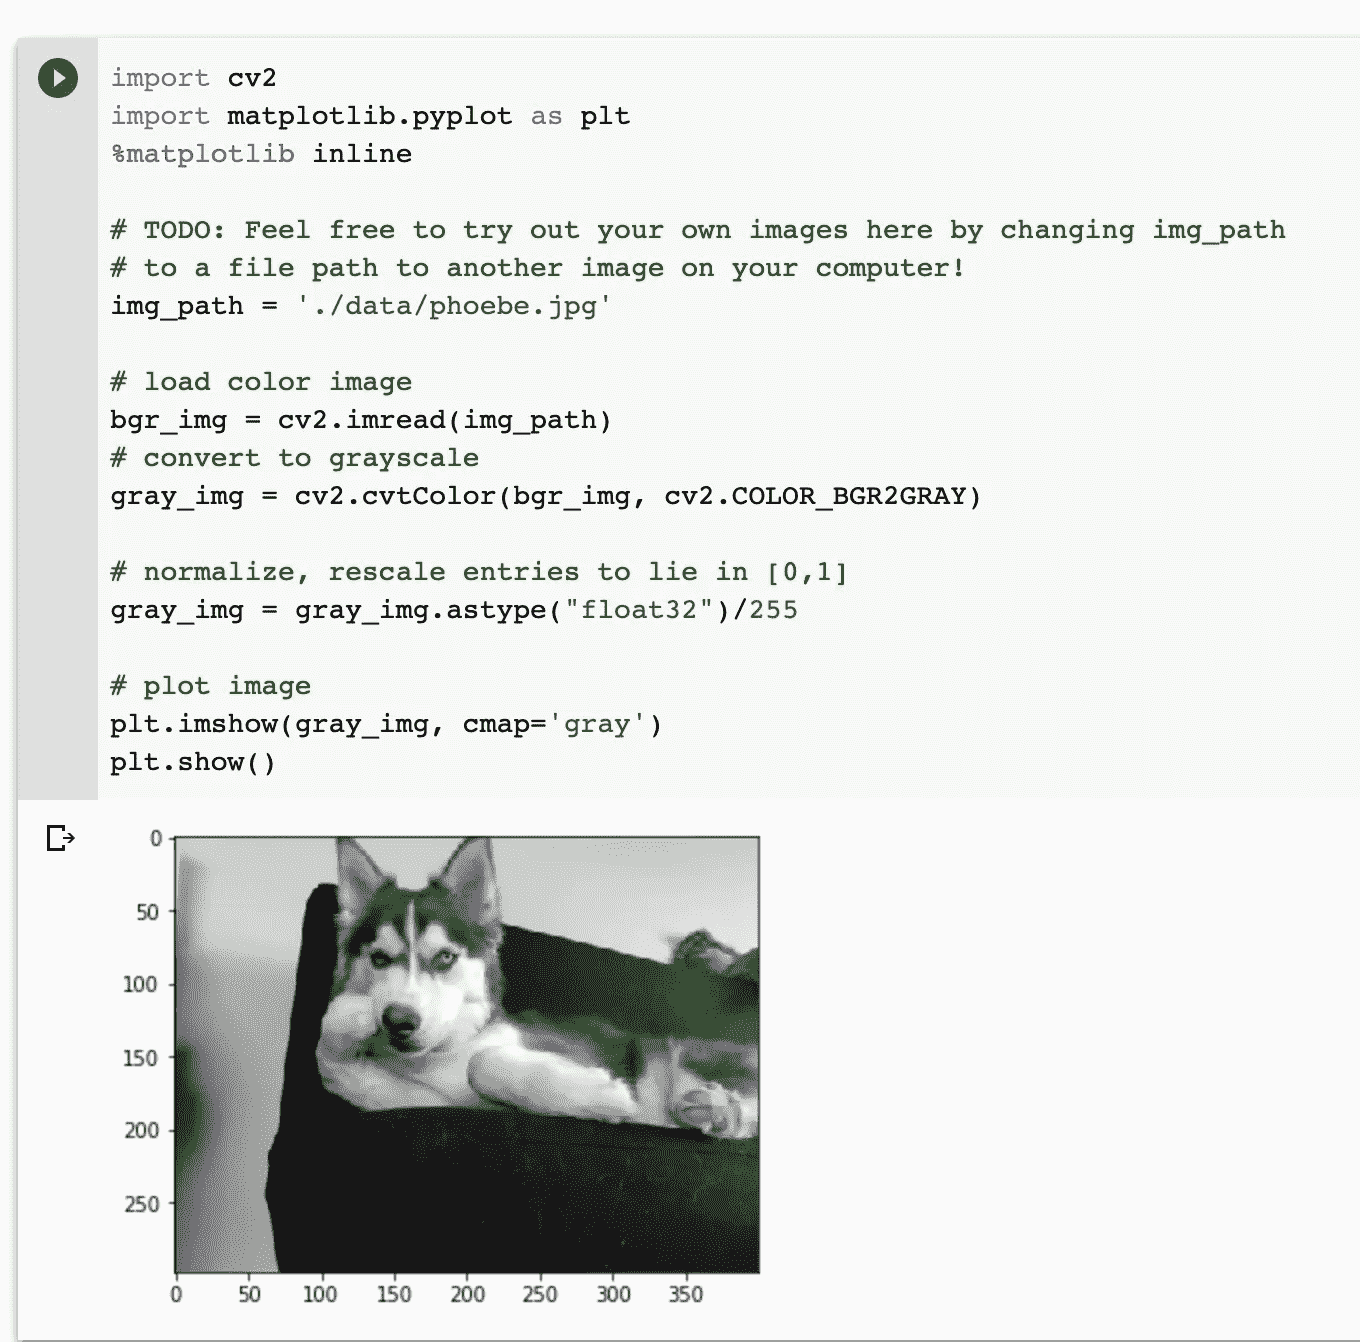 import cv2
import matplotlib.pyplot as plt
%matplotlib inline
# TODO: Feel free to try out your own images here by changing img_path
# to a file path to another image on your computer!
img_path = './data/phoebe.jpg'
# load color image
bgr_img = cv2.imread(img_path)
# convert to grayscale
gray_img = cv2.cvtColor(bgr_img, cv2.COLOR_BGR2GRAY)
# normalize, rescale entries to lie in [0,1]
gray_img = gray_img.astype("float32")/255
# plot image
plt.imshow(gray_img, cmap='gray')
plt.show()
0
50
100
150
200
250
0 50 100 150 200 250 300 350